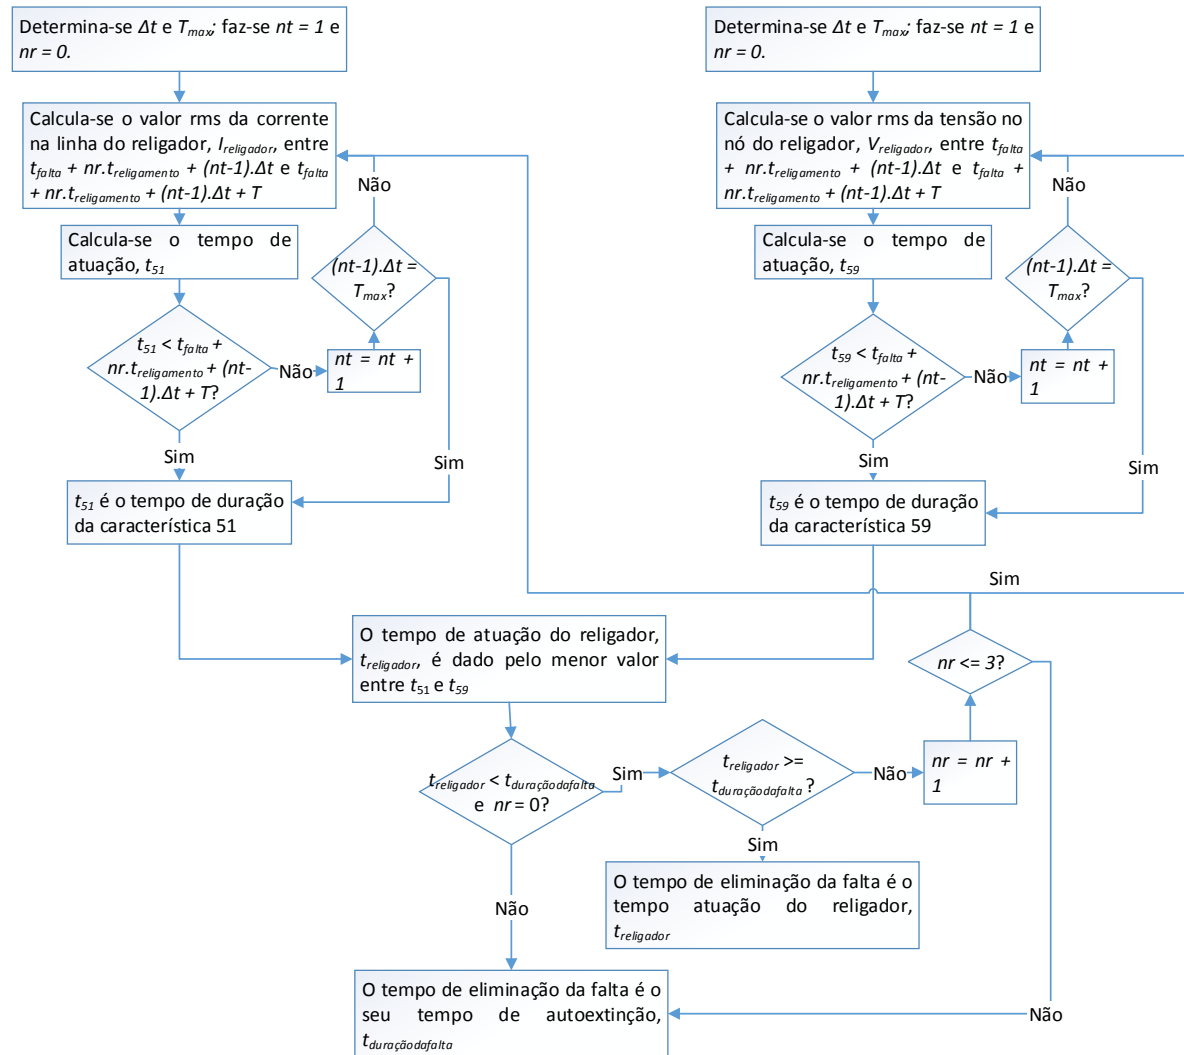 Determina-se Δt e Tmax; faz-se nt = 1 e
nr = 0.
Calcula-se o valor rms da corrente
na linha do religador, Ireligador, entre
tfalta + nr.treligamento + (nt-1).Δt e tfalta
+ nr.treligamento + (nt-1).Δt + T
Calcula-se o tempo de
atuação, t51
t51 < tfalta +
nr.treligamento + (nt-
1).Δt + T?
Não
nt = nt +
1
(nt-1).Δt =
Tmax?
Não
Sim
Sim
t51 é o tempo de duração
da característica 51
Determina-se Δt e Tmax; faz-se nt = 1 e
nr = 0.
Calcula-se o valor rms da tensão no
nó do religador, Vreligador, entre tfalta
+ nr.treligamento + (nt-1).Δt e tfalta +
nr.treligamento + (nt-1).Δt + T
Calcula-se o tempo de
atuação, t59
t59 < tfalta +
nr.treligamento + (nt-
1).Δt + T?
Não
nt = nt +
1
(nt-1).Δt =
Tmax?
Não
Sim
Sim
t59 é o tempo de duração
da característica 59
O tempo de atuação do religador,
treligador, é dado pelo menor valor
entre t51 e t59
treligador < tduraçãodafalta
e nr = 0?
Sim
treligador >=
tduraçãodafalta ?
Não
nr = nr +
1
nr <= 3?
Sim
Não
Sim
O tempo de eliminação da falta é o
tempo atuação do religador,
treligador
Não
O tempo de eliminação da falta é o
seu tempo de autoextinção,
tduraçãodafalta